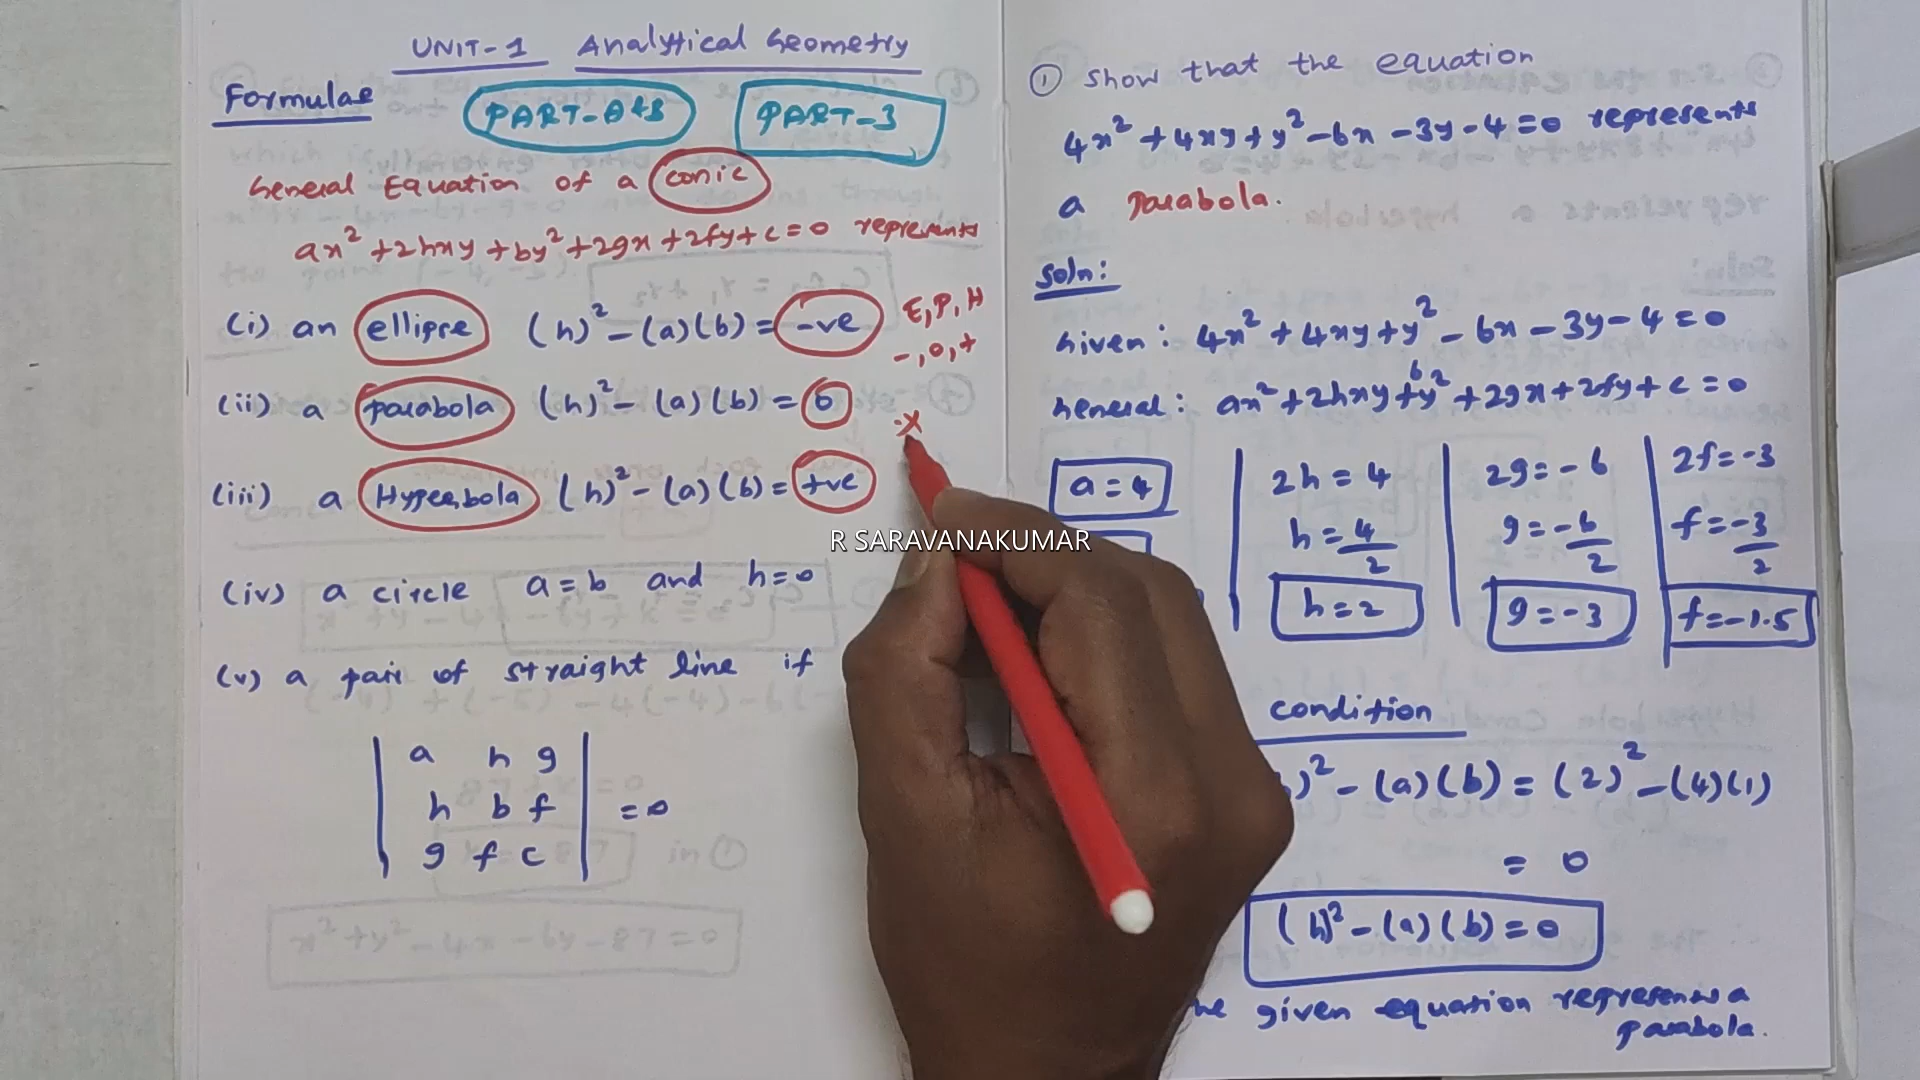 UNIT-1 Analytical Geometry
Formulae
PART-A&B
PART-3
General Equation of a conic
ax² + 2hxy + by² + 2gx + 2fy + c = 0 represents
(i) an ellipse (h)² - (a)(b) = -ve
E, P, H
-, 0, +
(ii) a parabola (h)² - (a)(b) = 0
(iii) a Hyperbola (h)² - (a)(b) = +ve
(iv) a circle a = b and h = 0
(v) a pair of straight line if
a h g
h b f = 0
g f c
① Show that the equation
4x² + 4xy + y² - 6x - 3y - 4 = 0 represents
a parabola.
Soln:
Given: 4x² + 4xy + y² - 6x - 3y - 4 = 0
General: ax² + 2hxy + by² + 2gx + 2fy + c = 0
a = 4
2h = 4
h = 4/2
h = 2
2g = -6
g = -6/2
g = -3
2f = -3
f = -3/2
f = -1.5
condition
)² - (a)(b) = (2)² - (4)(1)
= 0
(h)² - (a)(b) = 0
given equation represents a
parabola.
R SARAVANAKUMAR